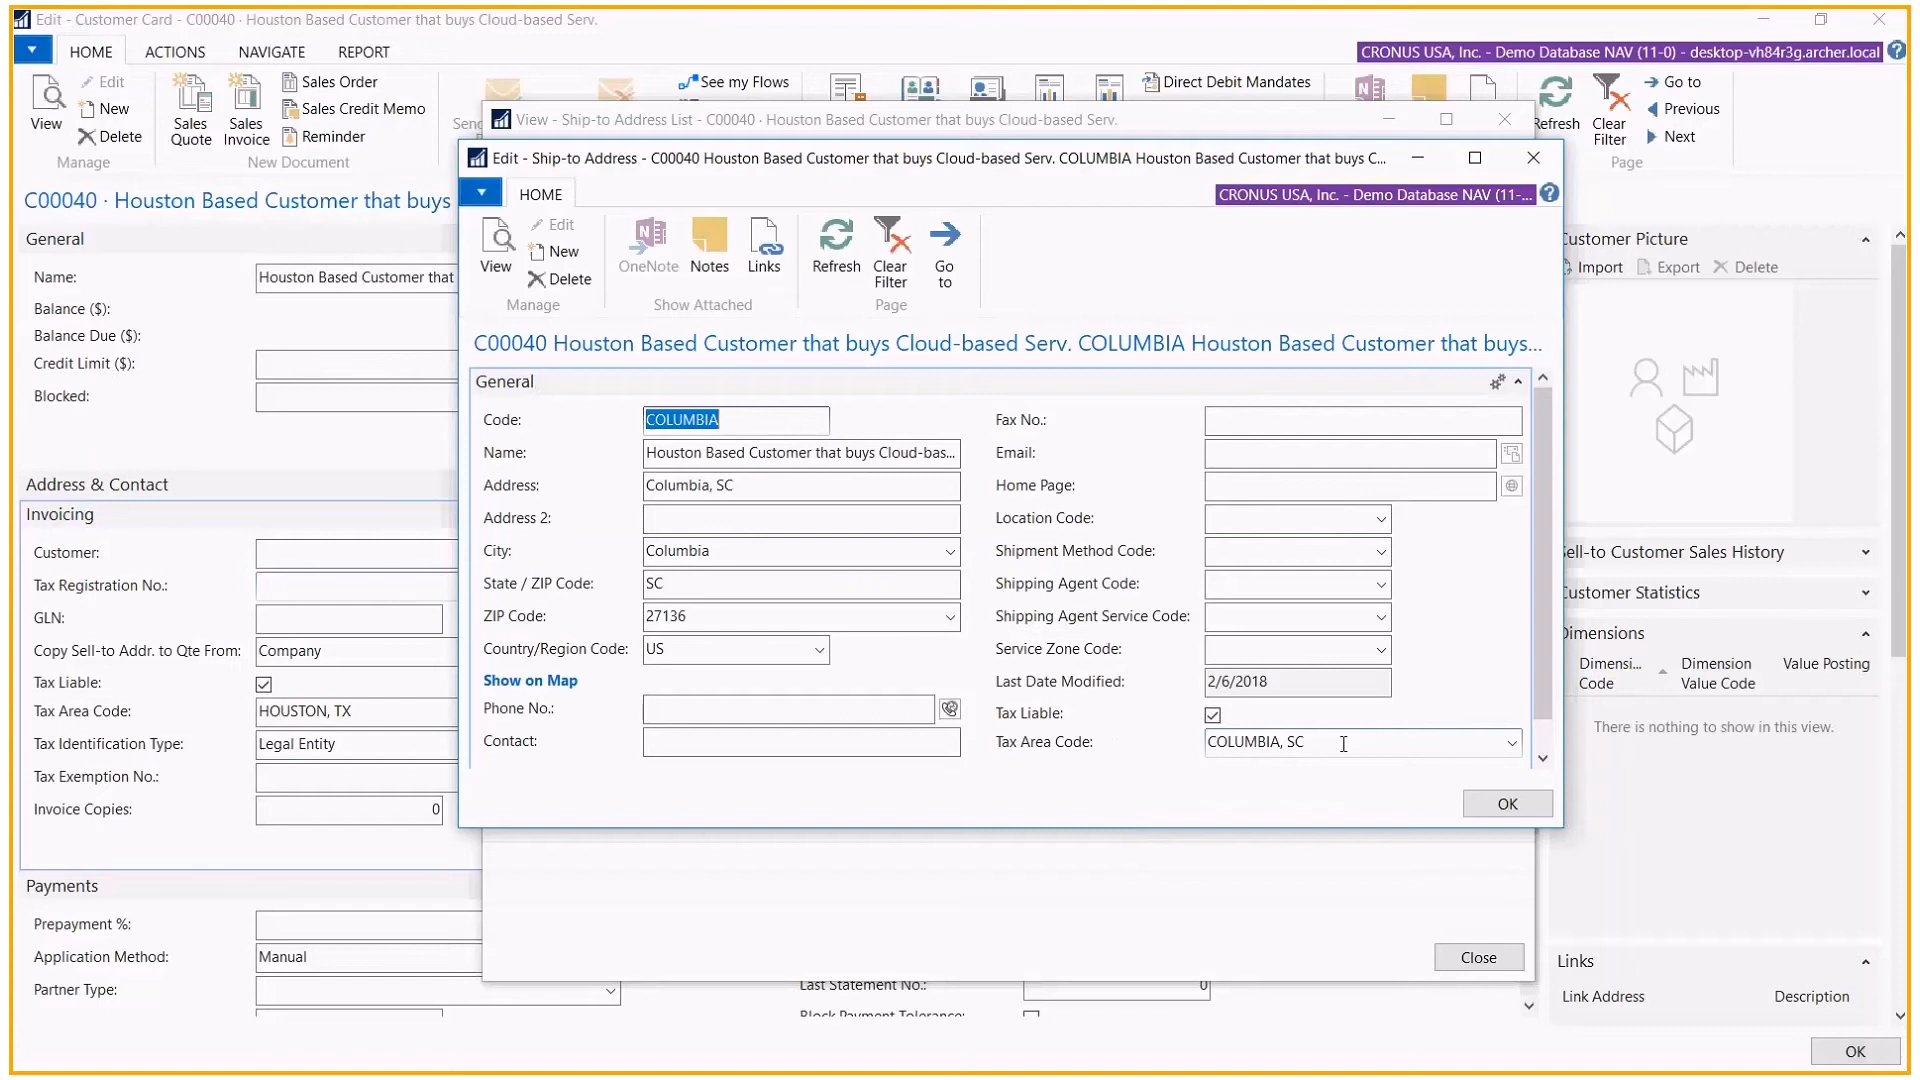 Edit - Customer Card - C00040 · Houston Based Customer that buys Cloud-based Serv.
HOME ACTIONS NAVIGATE REPORT
CRONUS USA, Inc. - Demo Database NAV (11-0) - desktop-vh84r3g.archer.local
View
Edit
New
Delete
Manage
Sales Quote
Sales Invoice
Sales Order
Sales Credit Memo
Reminder
New Document
See my Flows
Direct Debit Mandates
Refresh
Clear Filter
Go to
Previous
Next
Page
C00040 · Houston Based Customer that buys
General
Name: Houston Based Customer that
Balance ($):
Balance Due ($):
Credit Limit ($):
Blocked:
Address & Contact
Invoicing
Customer:
Tax Registration No.:
GLN:
Copy Sell-to Addr. to Qte From: Company
Tax Liable:
Tax Area Code: HOUSTON, TX
Tax Identification Type: Legal Entity
Tax Exemption No.:
Invoice Copies: 0
Payments
Prepayment %:
Application Method: Manual
Partner Type:
Last Statement No.: 0
Block Payment Tolerance:
View - Ship-to Address List - C00040 · Houston Based Customer that buys Cloud-based Serv.
Edit - Ship-to Address - C00040 Houston Based Customer that buys Cloud-based Serv. COLUMBIA Houston Based Customer that buys C...
HOME
CRONUS USA, Inc. - Demo Database NAV (11-...
View
Edit
New
Delete
Manage
OneNote
Notes
Links
Show Attached
Refresh
Clear Filter
Go to
Page
C00040 Houston Based Customer that buys Cloud-based Serv. COLUMBIA Houston Based Customer that buys...
General
Code: COLUMBIA
Name: Houston Based Customer that buys Cloud-bas...
Address: Columbia, SC
Address 2:
City: Columbia
State / ZIP Code: SC
ZIP Code: 27136
Country/Region Code: US
Show on Map
Phone No.:
Contact:
Fax No.:
Email:
Home Page:
Location Code:
Shipment Method Code:
Shipping Agent Code:
Shipping Agent Service Code:
Service Zone Code:
Last Date Modified: 2/6/2018
Tax Liable:
Tax Area Code: COLUMBIA, SC
OK
Close
Customer Picture
Import Export Delete
Sell-to Customer Sales History
Customer Statistics
Dimensions
Dimensi... Code
Dimension Value Code
Value Posting
There is nothing to show in this view.
Links
Link Address Description
OK